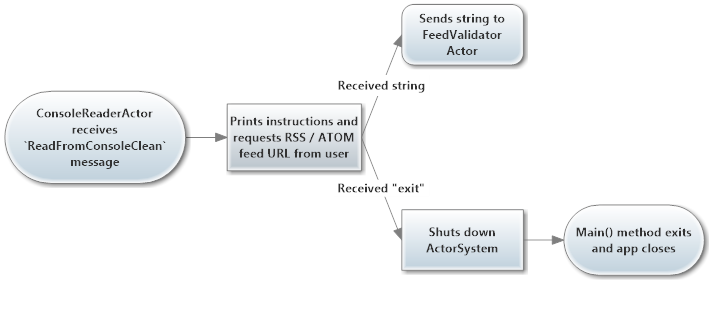 Sends string to
FeedValidator
Actor
Received string
ConsoleReaderActor
receives
`ReadFromConsoleClean`
message
Prints instructions and
requests RSS / ATOM
feed URL from user
Received "exit"
Shuts down
ActorSystem
Main() method exits
and app closes